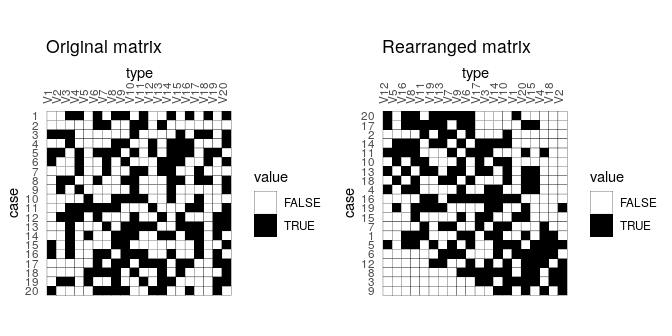 Original matrix
type
V1 V2 V3 V4 V5 V6 V7 V8 V9 V10 V11 V12 V13 V14 V15 V16 V17 V18 V19 V20
case
1
2
3
4
5
6
7
8
9
10
11
12
13
14
15
16
17
18
19
20
value
FALSE
TRUE
Rearranged matrix
type
V12 V5 V16 V8 V11 V19 V13 V7 V9 V6 V17 V3 V14 V10 V1 V20 V15 V4 V18 V2
case
20
17
2
14
11
10
13
18
4
16
19
15
7
1
5
6
12
8
3
9
value
FALSE
TRUE